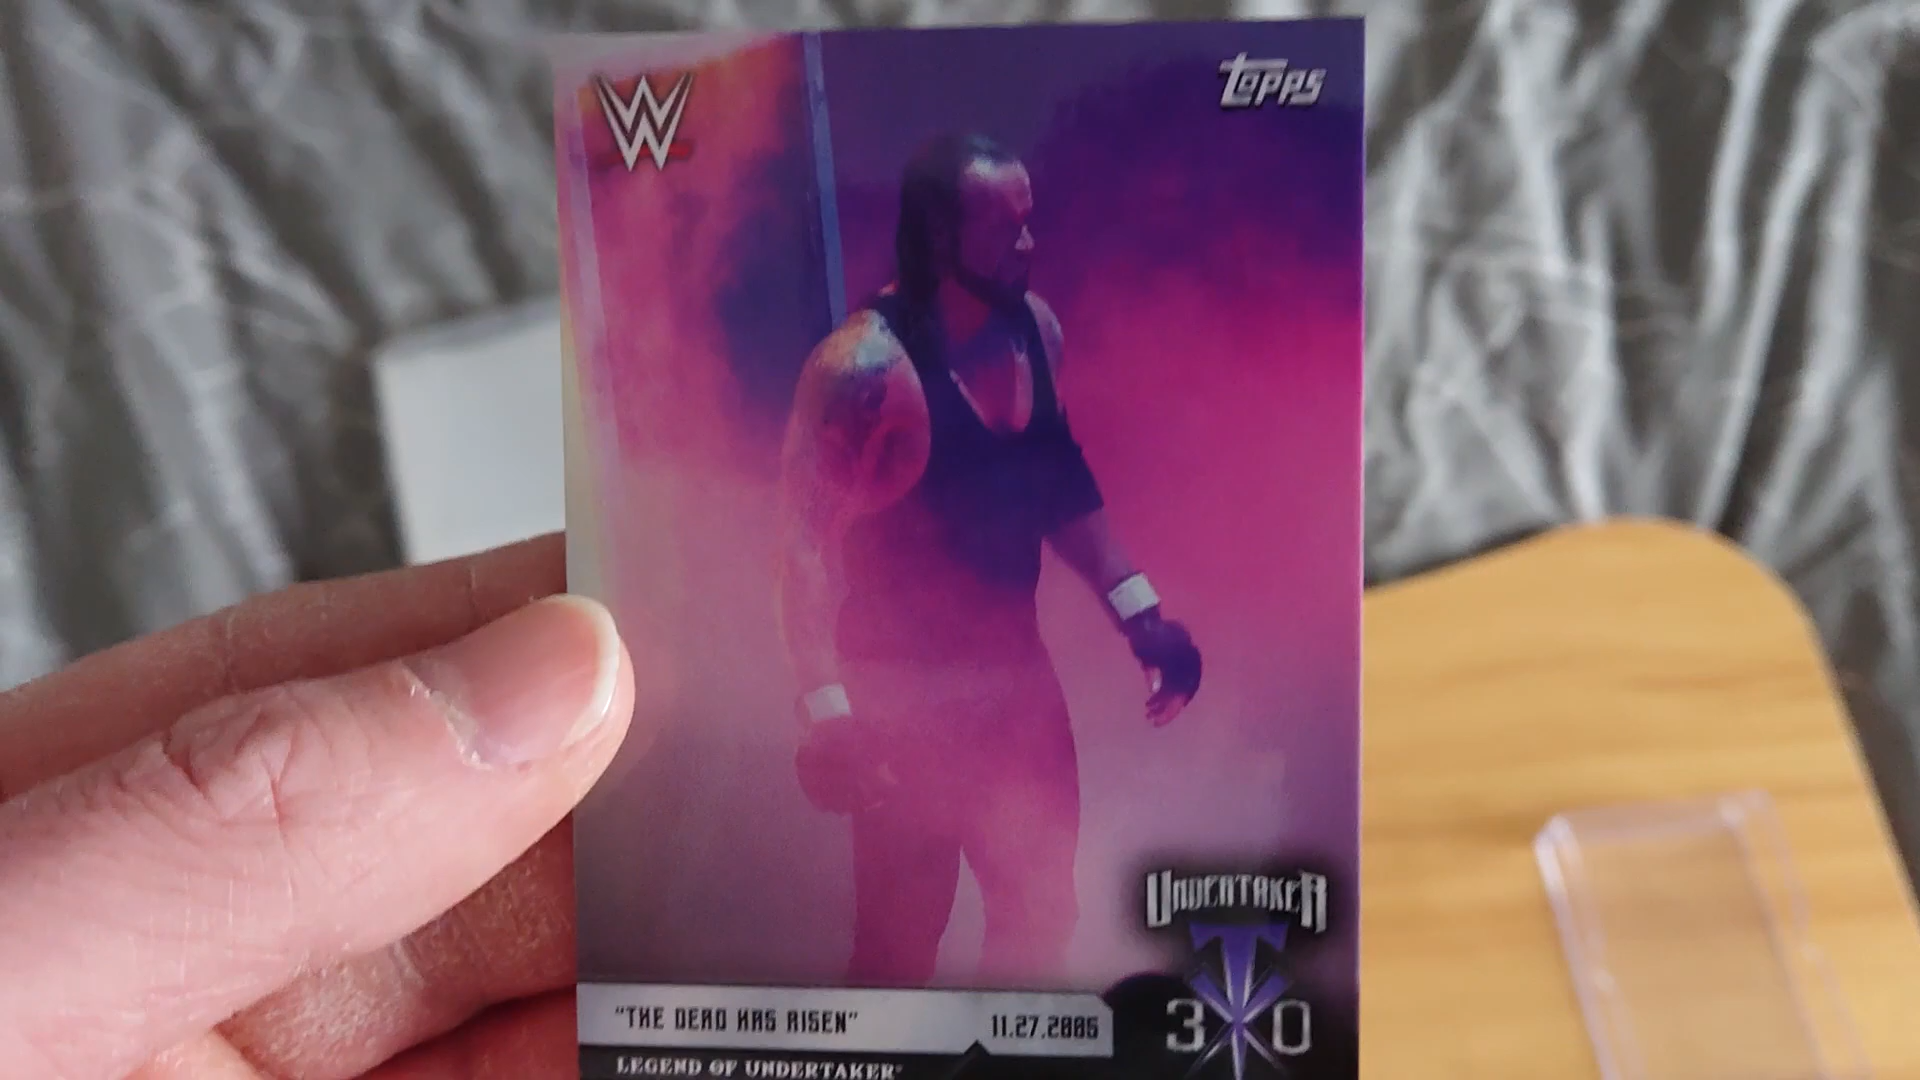 W
Topps
UNDERTAKER
30
"THE DEAD HAS RISEN"
11.27.2005
LEGEND OF UNDERTAKER